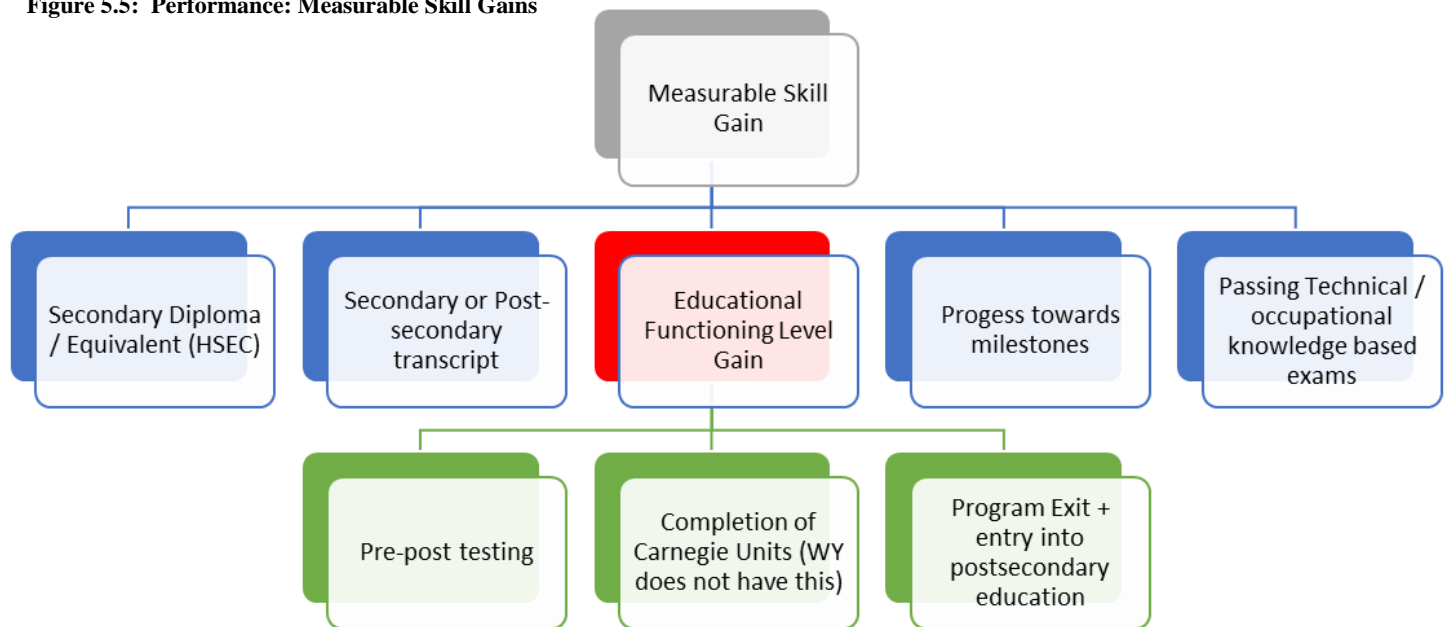 Figure 5.5: Performance: Measurable Skill Gains
Measurable Skill
Gain
Secondary Diploma
/ Equivalent (HSEC)
Secondary or Post-
secondary
transcript
Educational
Functioning Level
Gain
Progess towards
milestones
Passing Technical /
occupational
knowledge based
exams
Pre-post testing
Completion of
Carnegie Units (WY
does not have this)
Program Exit +
entry into
postsecondary
education